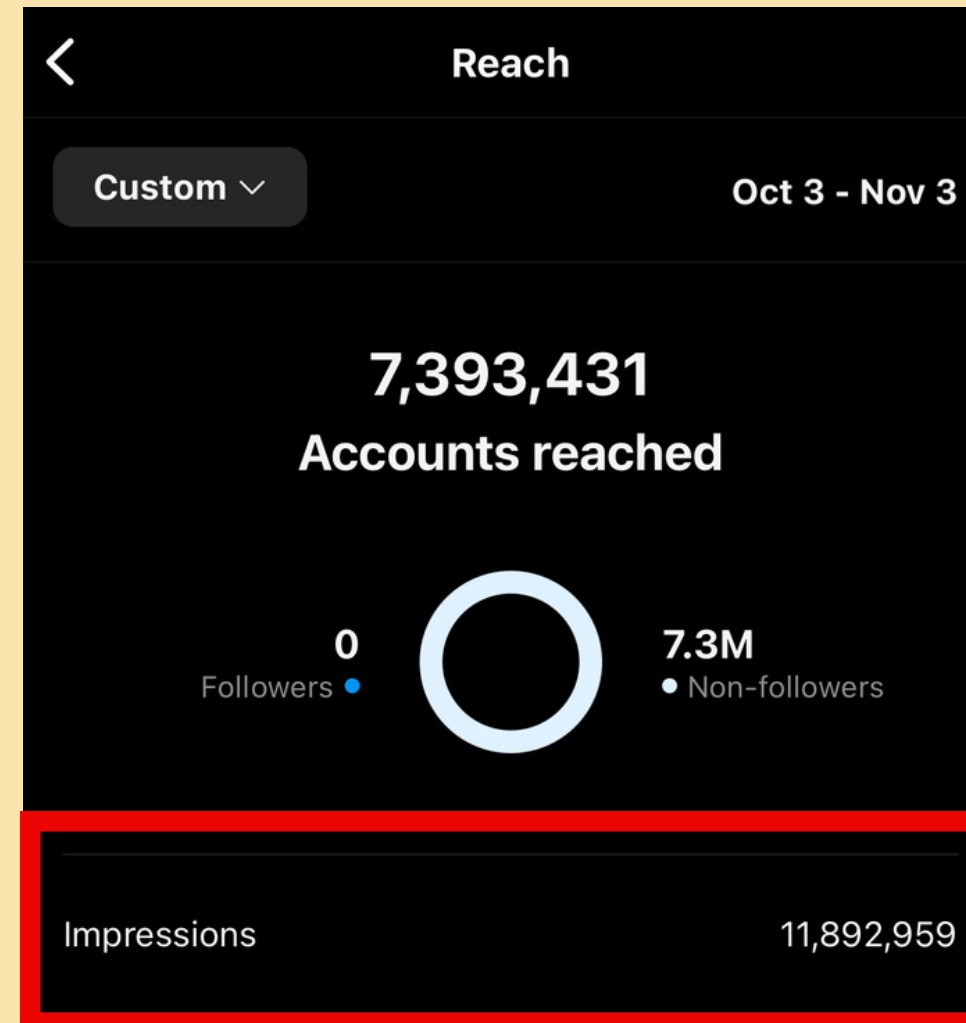 Reach
Custom
Oct 3 - Nov 3
7,393,431
Accounts reached
0
Followers
7.3M
Non-followers
Impressions 11,892,959